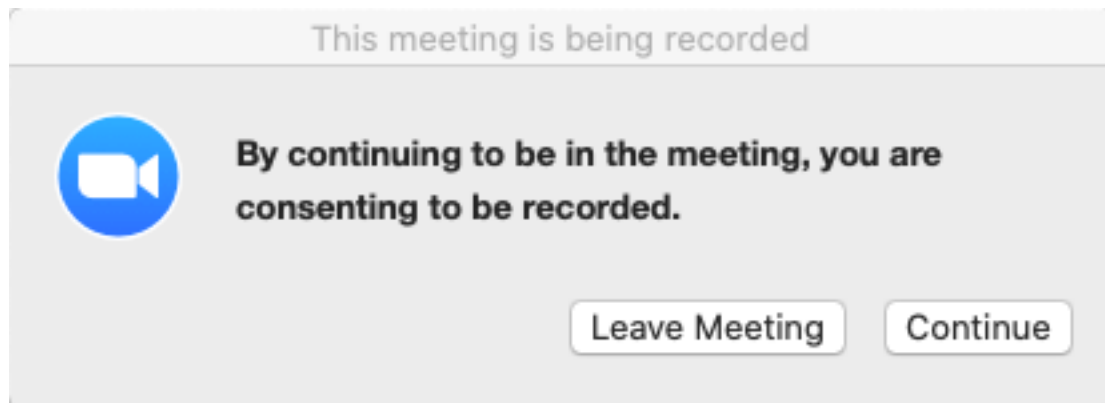 This meeting is being recorded
By continuing to be in the meeting, you are
consenting to be recorded.
Leave Meeting
Continue